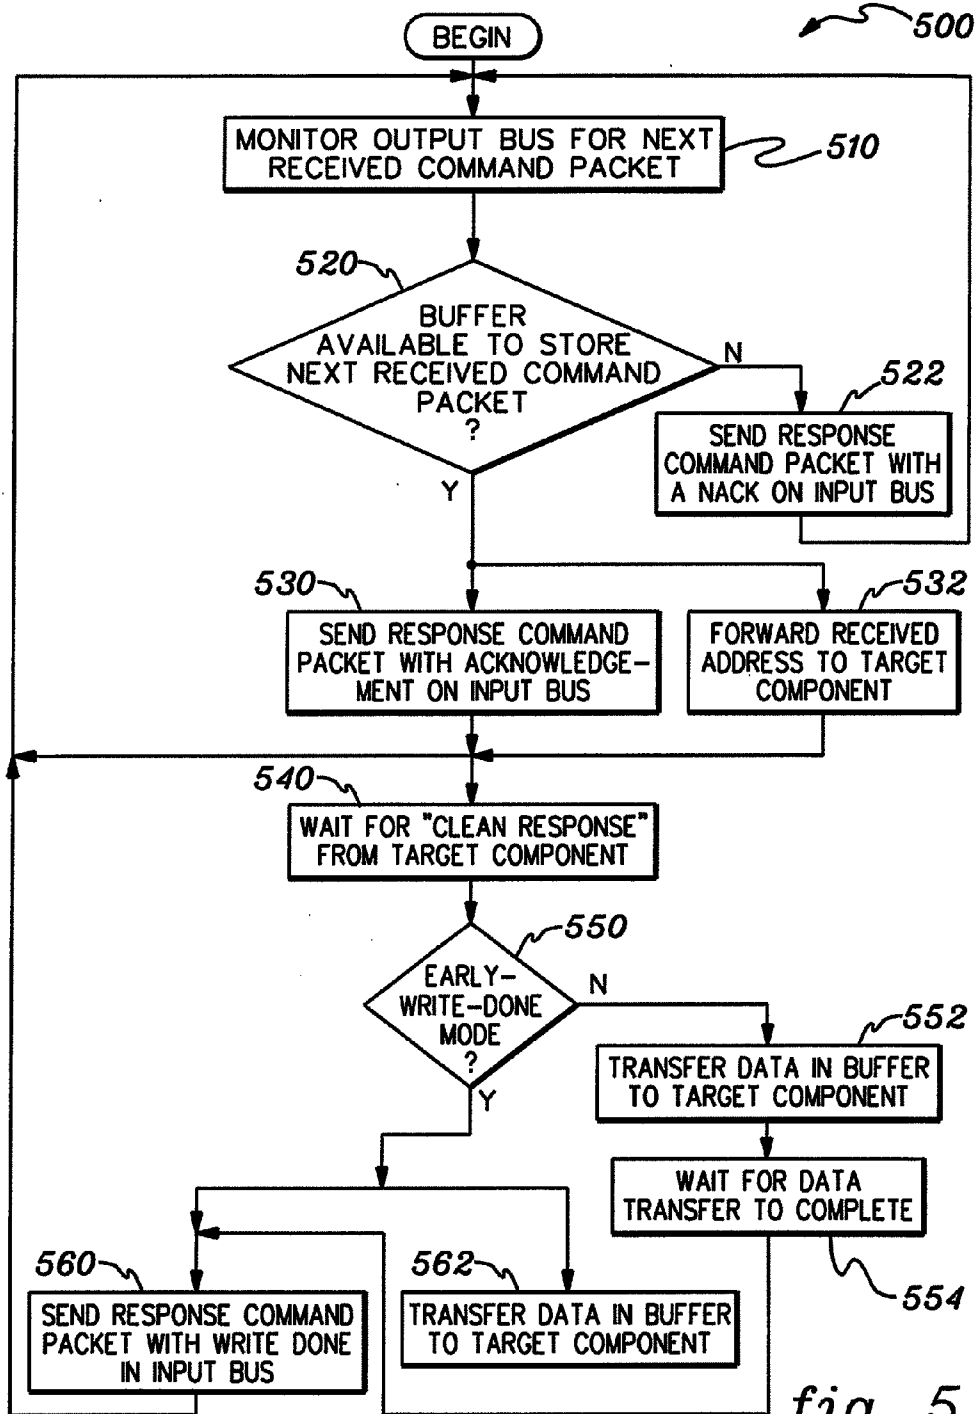 BEGIN
500
MONITOR OUTPUT BUS FOR NEXT
RECEIVED COMMAND PACKET
510
520
BUFFER
AVAILABLE TO STORE
NEXT RECEIVED COMMAND
PACKET
?
N
Y
522
SEND RESPONSE
COMMAND PACKET WITH
A NACK ON INPUT BUS
530
SEND RESPONSE COMMAND
PACKET WITH ACKNOWLEDGE-
MENT ON INPUT BUS
532
FORWARD RECEIVED
ADDRESS TO TARGET
COMPONENT
540
WAIT FOR "CLEAN RESPONSE"
FROM TARGET COMPONENT
550
EARLY-
WRITE-DONE
MODE
?
N
Y
552
TRANSFER DATA IN BUFFER
TO TARGET COMPONENT
WAIT FOR DATA
TRANSFER TO COMPLETE
554
560
SEND RESPONSE COMMAND
PACKET WITH WRITE DONE
IN INPUT BUS
562
TRANSFER DATA IN BUFFER
TO TARGET COMPONENT
fig. 5